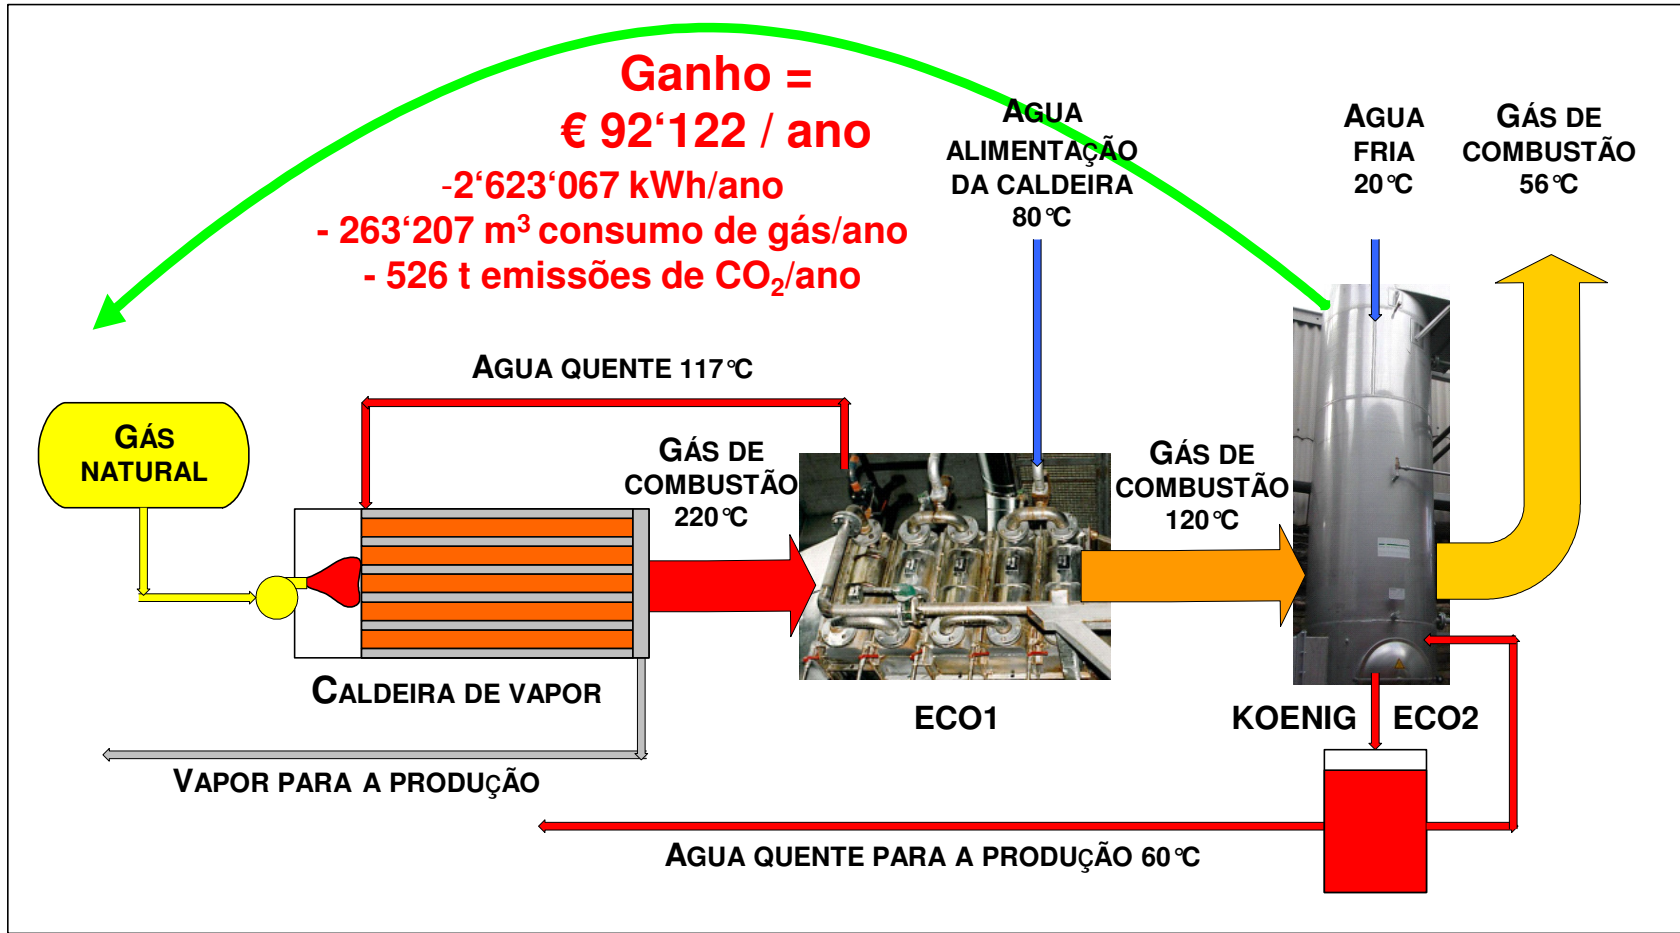 Ganho =
€ 92‘122 / ano
-2‘623‘067 kWh/ano
- 263‘207 m³ consumo de gás/ano
- 526 t emissões de CO₂/ano
AGUA
ALIMENTAÇÃO
DA CALDEIRA
80°C
AGUA
FRIA
20°C
GÁS DE
COMBUSTÃO
56°C
AGUA QUENTE 117°C
GÁS
NATURAL
GÁS DE
COMBUSTÃO
220°C
GÁS DE
COMBUSTÃO
120°C
CALDEIRA DE VAPOR
ECO1
KOENIG
ECO2
VAPOR PARA A PRODUÇÃO
AGUA QUENTE PARA A PRODUÇÃO 60°C